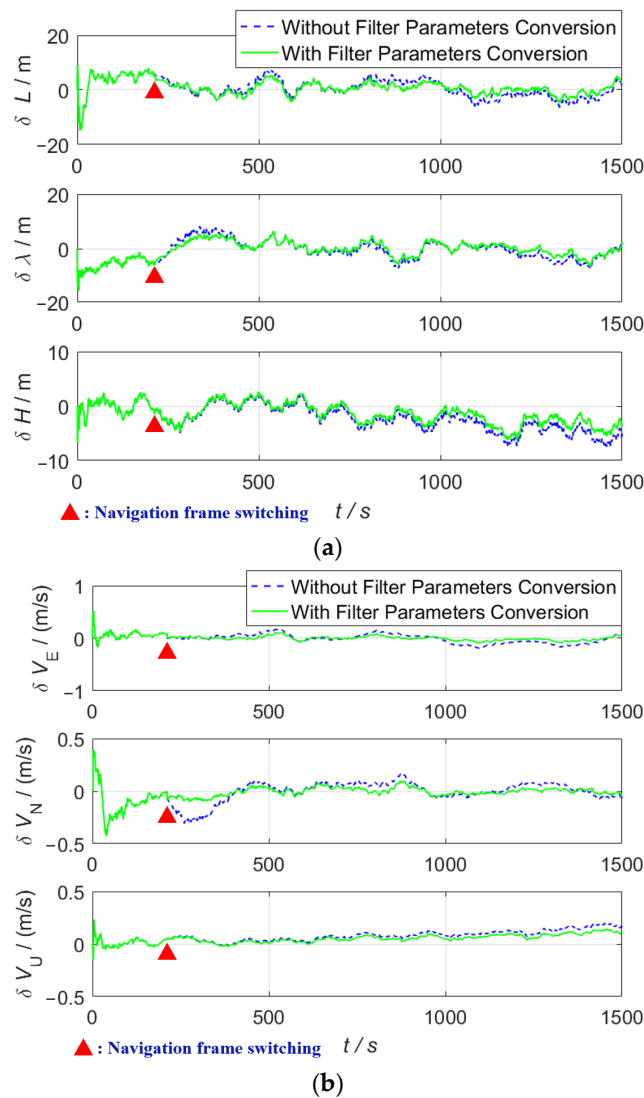 Without Filter Parameters Conversion
With Filter Parameters Conversion
δ L / m
20
0
−20
0 500 1000 1500
δ λ / m
20
0
−20
0 500 1000 1500
δ H / m
10
0
−10
0 500 1000 1500
: Navigation frame switching t / s
(a)
Without Filter Parameters Conversion
With Filter Parameters Conversion
δ V_E / (m/s)
1
0
−1
0 500 1000 1500
δ V_N / (m/s)
0.5
0
−0.5
0 500 1000 1500
δ V_U / (m/s)
0.5
0
−0.5
0 500 1000 1500
: Navigation frame switching t / s
(b)